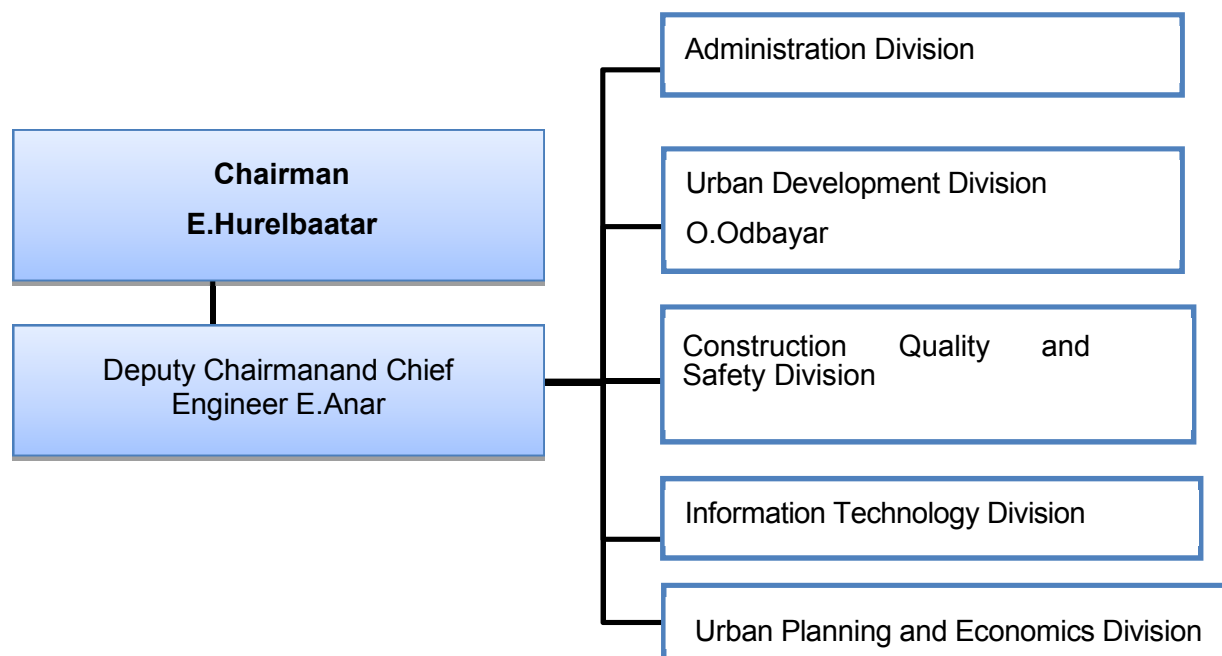 Chairman
E.Hurelbaatar
Deputy Chairmanand Chief
Engineer E.Anar
Administration Division
Urban Development Division
O.Odbayar
Construction Quality and
Safety Division
Information Technology Division
Urban Planning and Economics Division